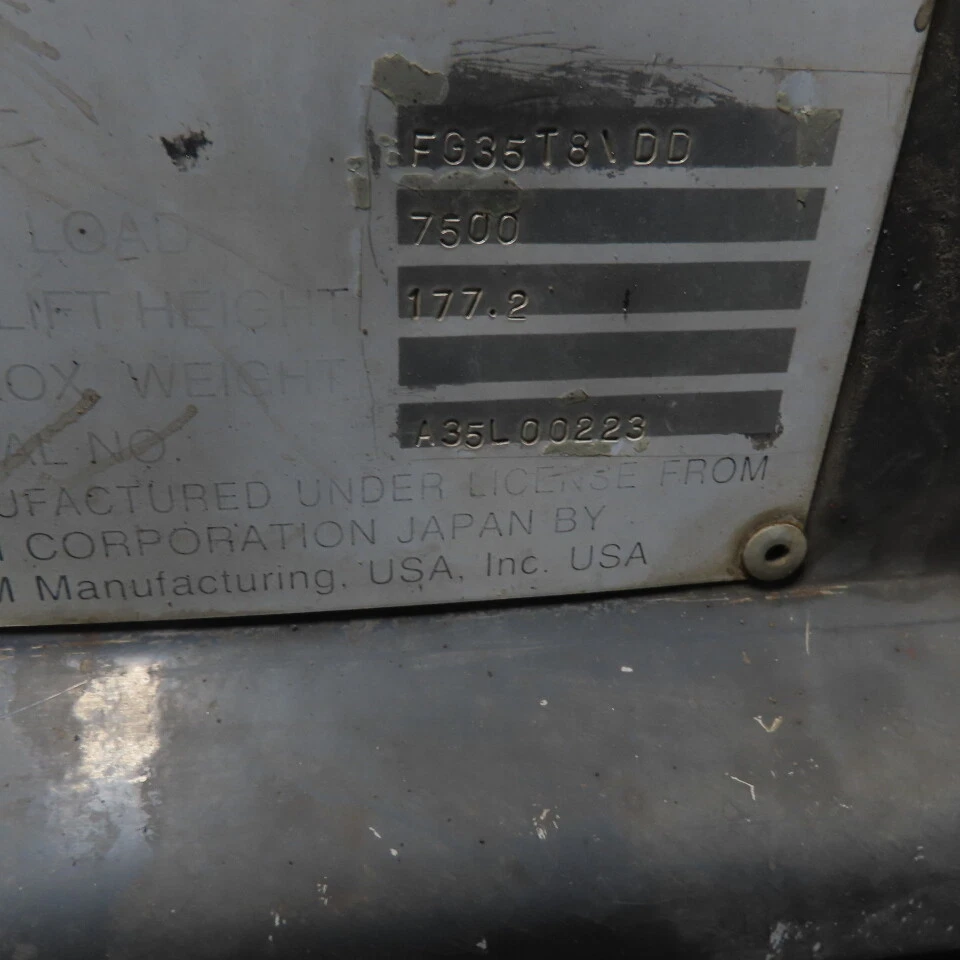 FG35T8\DD
LOAD 7500
LIFT HEIGHT 177.2
OX. WEIGHT
AL NO. A35L00223
UFACTURED UNDER LICENSE FROM
CORPORATION JAPAN BY
M Manufacturing, USA, Inc. USA